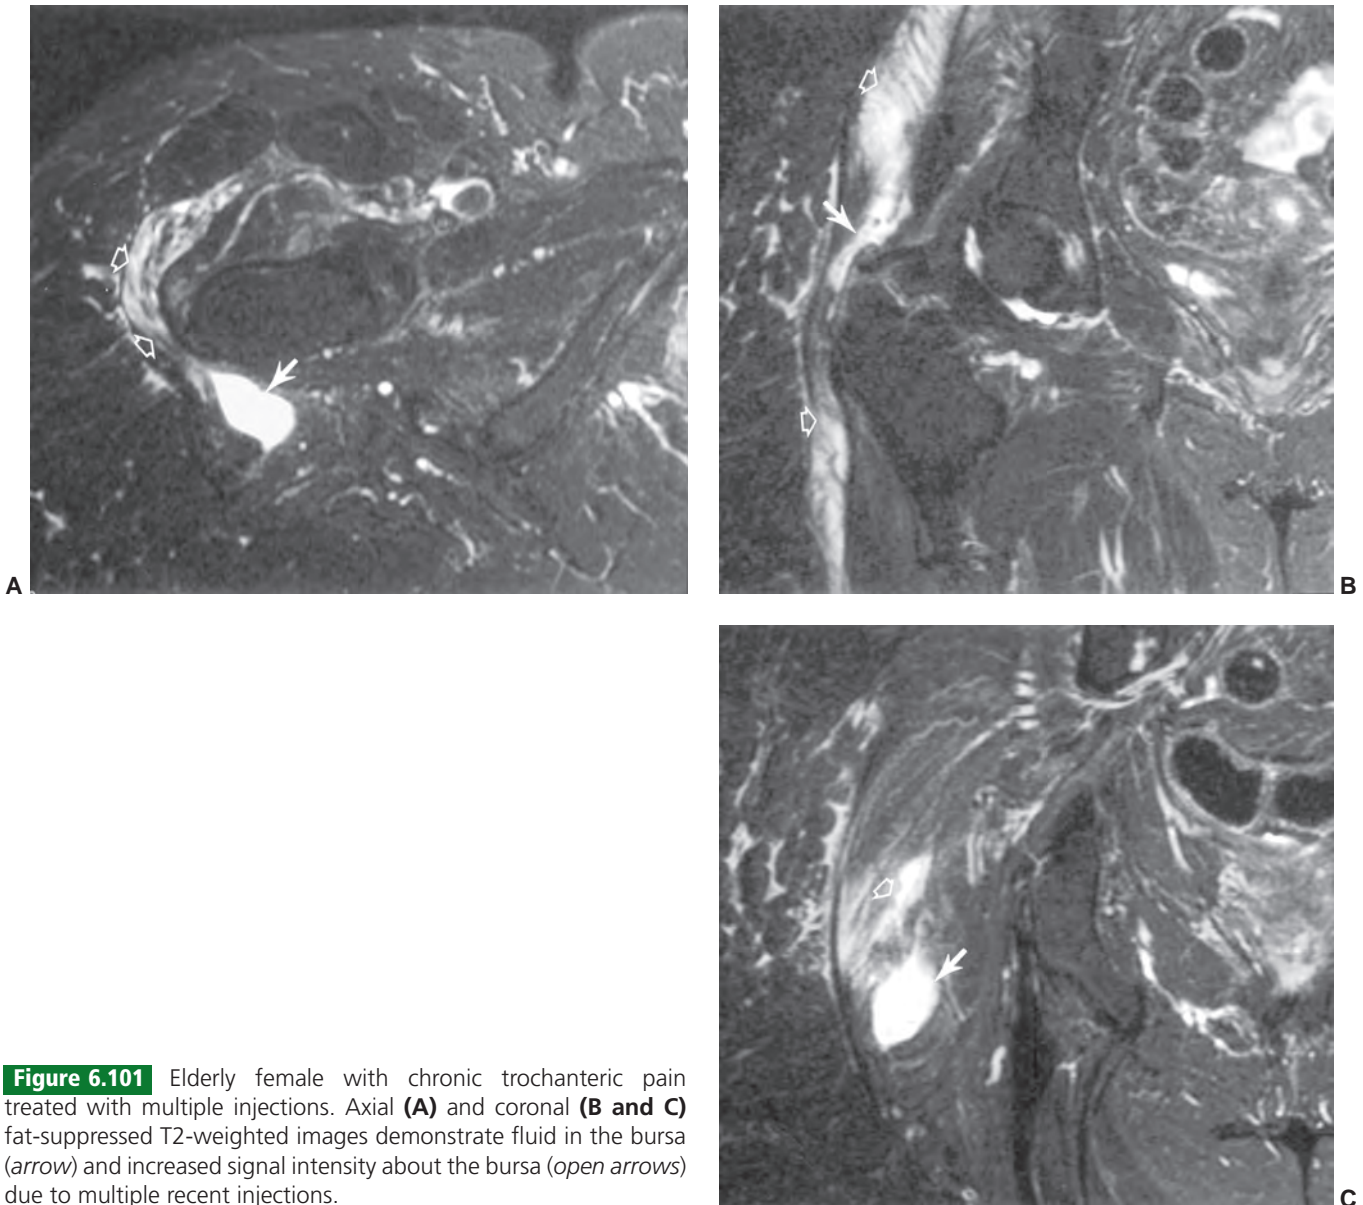 A
B
C
Figure 6.101 Elderly female with chronic trochanteric pain
treated with multiple injections. Axial (A) and coronal (B and C)
fat-suppressed T2-weighted images demonstrate fluid in the bursa
(arrow) and increased signal intensity about the bursa (open arrows)
due to multiple recent injections.